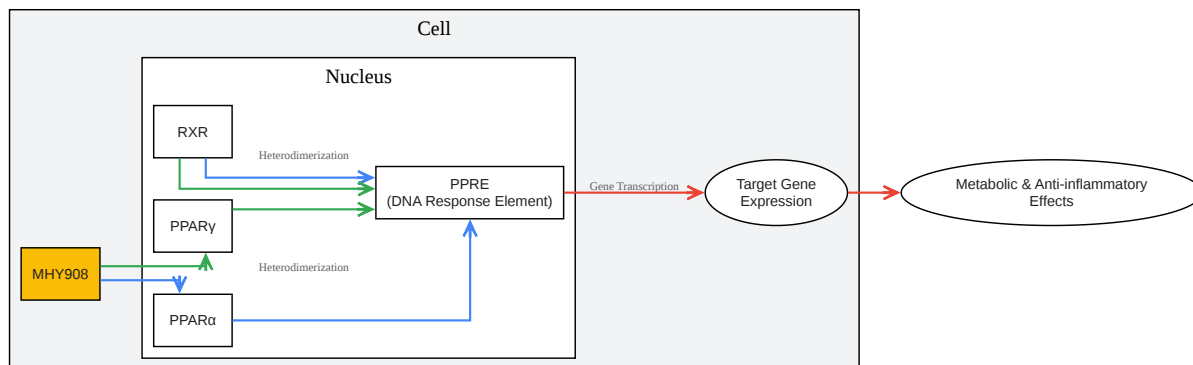 Cell
Nucleus
RXR
Heterodimerization
PPRE
(DNA Response Element)
Gene Transcription
Target Gene
Expression
Metabolic & Anti-inflammatory
Effects
PPARγ
MHY908
Heterodimerization
PPARα